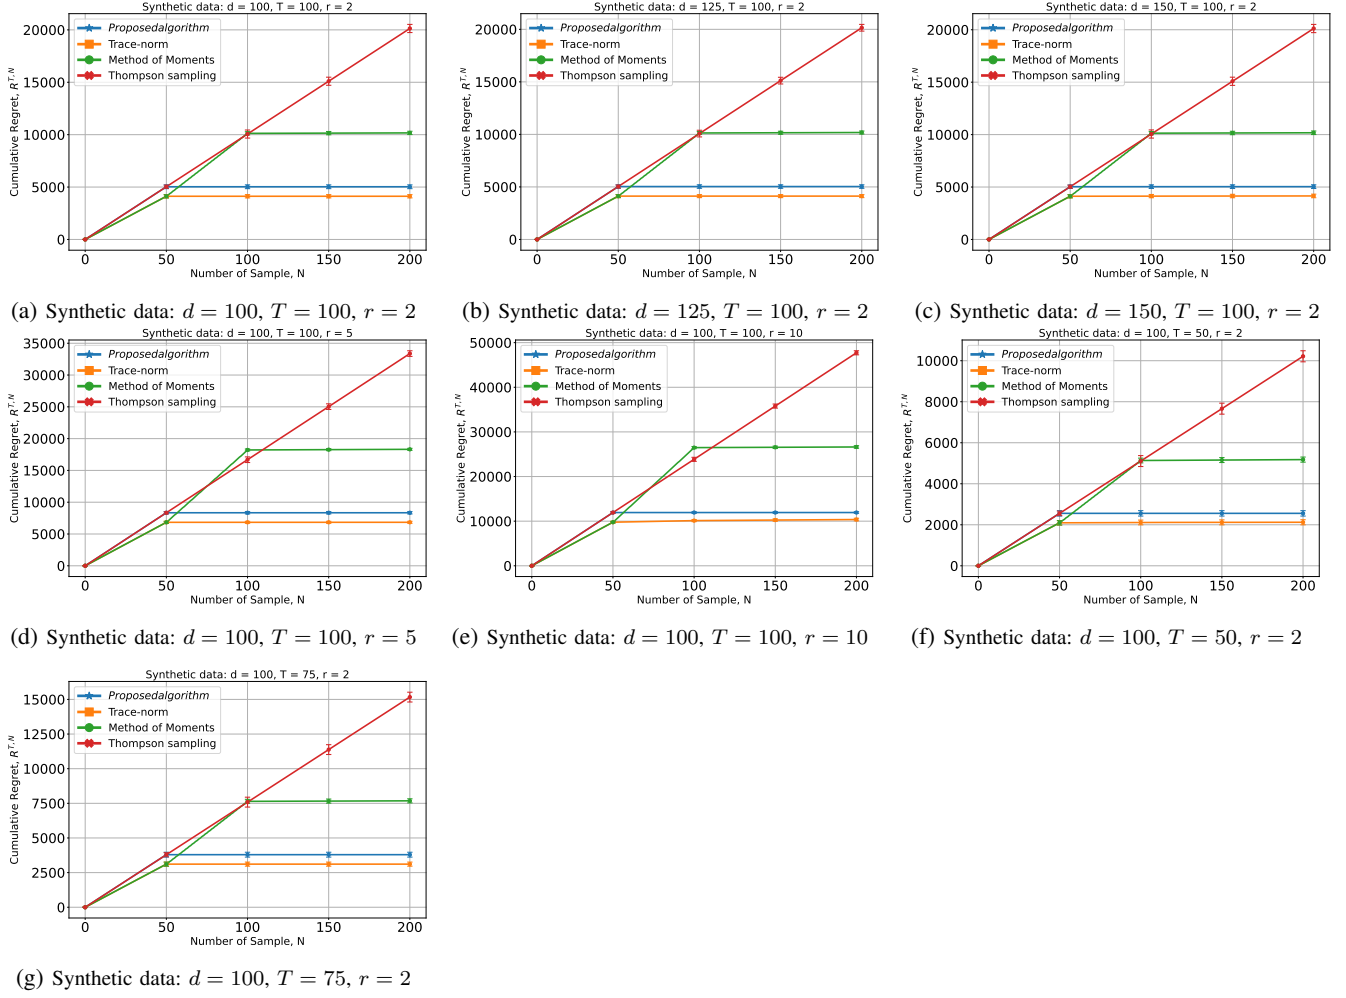 Synthetic data: d = 100, T = 100, r = 2
Cumulative Regret, R^{T,N}
20000
15000
10000
5000
0
Proposedalgorithm
Trace-norm
Method of Moments
Thompson sampling
0 50 100 150 200
Number of Sample, N
(a) Synthetic data: d = 100, T = 100, r = 2
Synthetic data: d = 125, T = 100, r = 2
Cumulative Regret, R^{T,N}
20000
15000
10000
5000
0
Proposedalgorithm
Trace-norm
Method of Moments
Thompson sampling
0 50 100 150 200
Number of Sample, N
(b) Synthetic data: d = 125, T = 100, r = 2
Synthetic data: d = 150, T = 100, r = 2
Cumulative Regret, R^{T,N}
20000
15000
10000
5000
0
Proposedalgorithm
Trace-norm
Method of Moments
Thompson sampling
0 50 100 150 200
Number of Sample, N
(c) Synthetic data: d = 150, T = 100, r = 2
Synthetic data: d = 100, T = 100, r = 5
Cumulative Regret, R^{T,N}
35000
30000
25000
20000
15000
10000
5000
0
Proposedalgorithm
Trace-norm
Method of Moments
Thompson sampling
0 50 100 150 200
Number of Sample, N
(d) Synthetic data: d = 100, T = 100, r = 5
Synthetic data: d = 100, T = 100, r = 10
Cumulative Regret, R^{T,N}
50000
40000
30000
20000
10000
0
Proposedalgorithm
Trace-norm
Method of Moments
Thompson sampling
0 50 100 150 200
Number of Sample, N
(e) Synthetic data: d = 100, T = 100, r = 10
Synthetic data: d = 100, T = 50, r = 2
Cumulative Regret, R^{T,N}
10000
8000
6000
4000
2000
0
Proposedalgorithm
Trace-norm
Method of Moments
Thompson sampling
0 50 100 150 200
Number of Sample, N
(f) Synthetic data: d = 100, T = 50, r = 2
Synthetic data: d = 100, T = 75, r = 2
Cumulative Regret, R^{T,N}
15000
12500
10000
7500
5000
2500
0
Proposedalgorithm
Trace-norm
Method of Moments
Thompson sampling
0 50 100 150 200
Number of Sample, N
(g) Synthetic data: d = 100, T = 75, r = 2